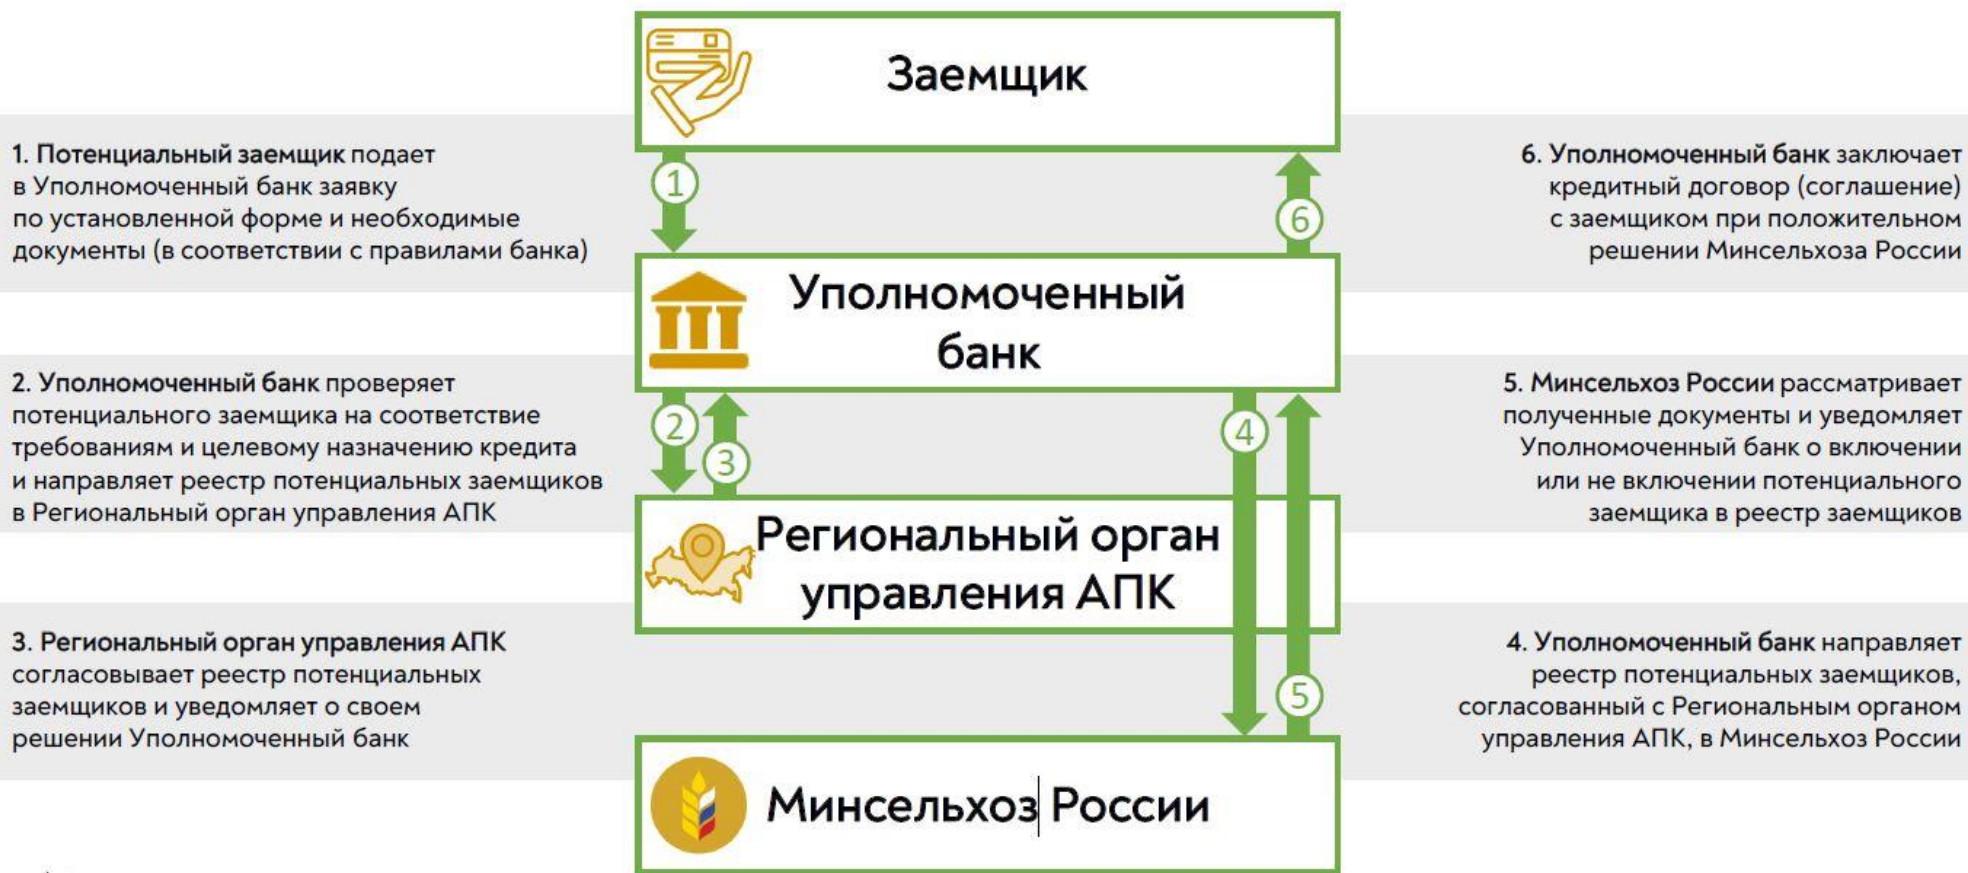 Заемщик
1. Потенциальный заемщик подает
в Уполномоченный банк заявку
по установленной форме и необходимые
документы (в соответствии с правилами банка)
1
6
6. Уполномоченный банк заключает
кредитный договор (соглашение)
с заемщиком при положительном
решении Минсельхоза России
Уполномоченный
банк
2. Уполномоченный банк проверяет
потенциального заемщика на соответствие
требованиям и целевому назначению кредита
и направляет реестр потенциальных заемщиков
в Региональный орган управления АПК
2
3
4
5. Минсельхоз России рассматривает
полученные документы и уведомляет
Уполномоченный банк о включении
или не включении потенциального
заемщика в реестр заемщиков
Региональный орган
управления АПК
3. Региональный орган управления АПК
согласовывает реестр потенциальных
заемщиков и уведомляет о своем
решении Уполномоченный банк
5
4. Уполномоченный банк направляет
реестр потенциальных заемщиков,
согласованный с Региональным органом
управления АПК, в Минсельхоз России
Минсельхоз России